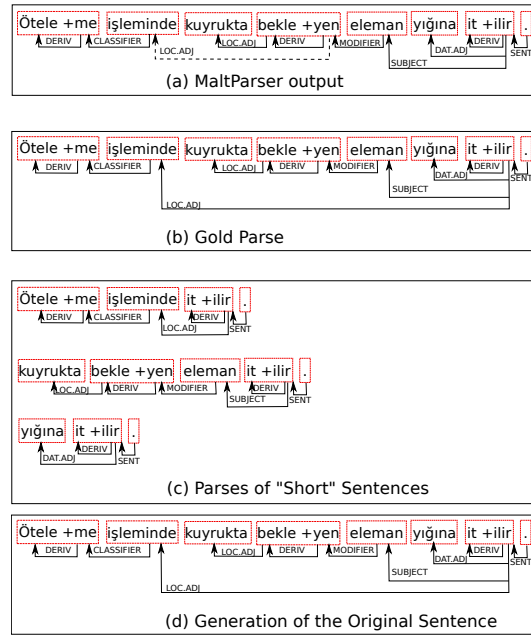 Ötele +me işleminde kuyrukta bekle +yen eleman yığına it +ilir .
DERIV CLASSIFIER LOC.ADJ LOC.ADJ DERIV MODIFIER SUBJECT DAT.ADJ DERIV SENT
(a) MaltParser output
Ötele +me işleminde kuyrukta bekle +yen eleman yığına it +ilir .
DERIV CLASSIFIER LOC.ADJ DERIV MODIFIER SUBJECT DAT.ADJ DERIV SENT
LOC.ADJ
(b) Gold Parse
Ötele +me işleminde it +ilir .
DERIV CLASSIFIER LOC.ADJ DERIV SENT
kuyrukta bekle +yen eleman it +ilir .
LOC.ADJ DERIV MODIFIER SUBJECT DERIV SENT
yığına it +ilir .
DAT.ADJ DERIV SENT
(c) Parses of "Short" Sentences
Ötele +me işleminde kuyrukta bekle +yen eleman yığına it +ilir .
DERIV CLASSIFIER LOC.ADJ DERIV MODIFIER SUBJECT DAT.ADJ DERIV SENT
LOC.ADJ
(d) Generation of the Original Sentence